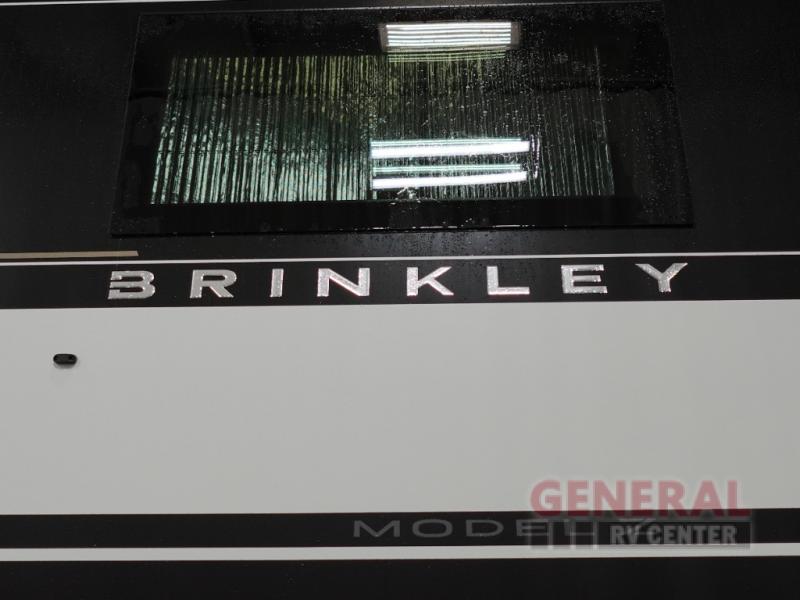 BRINKLEY
MODEL Z
GENERAL
RV CENTER